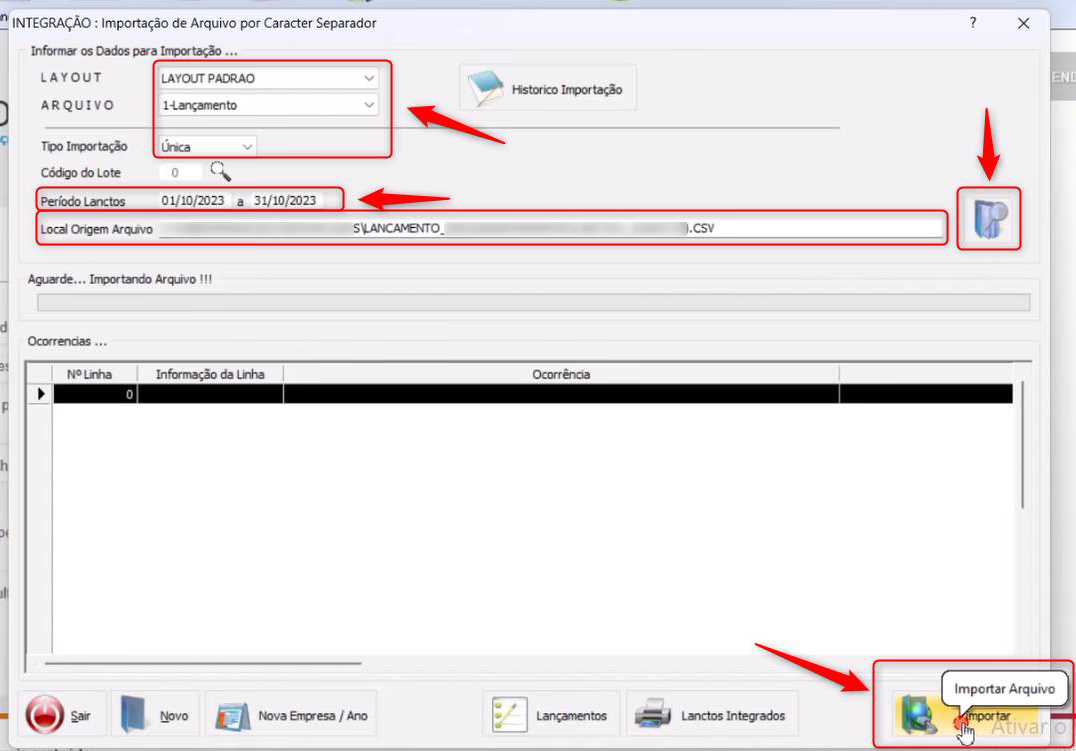 INTEGRAÇÃO : Importação de Arquivo por Caracter Separador
?
Informar os Dados para Importação ...
LAYOUT LAYOUT PADRAO
ARQUIVO 1-Lançamento
Historico Importação
Tipo Importação Única
Código do Lote 0
Período Lanctos 01/10/2023 a 31/10/2023
Local Origem Arquivo S\LANCAMENTO_ ).CSV
Aguarde... Importando Arquivo !!!
Ocorrencias ...
Nº Linha Informação da Linha Ocorrência
0
Importar Arquivo
Sair Novo Nova Empresa / Ano Lançamentos Lanctos Integrados Importar
Ativar o